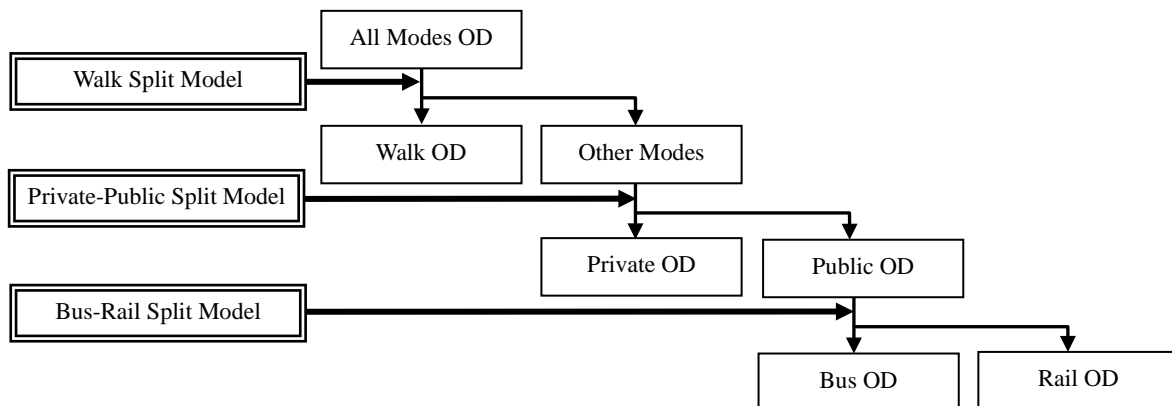 All Modes OD
Walk Split Model
Walk OD
Other Modes
Private-Public Split Model
Private OD
Public OD
Bus-Rail Split Model
Bus OD
Rail OD